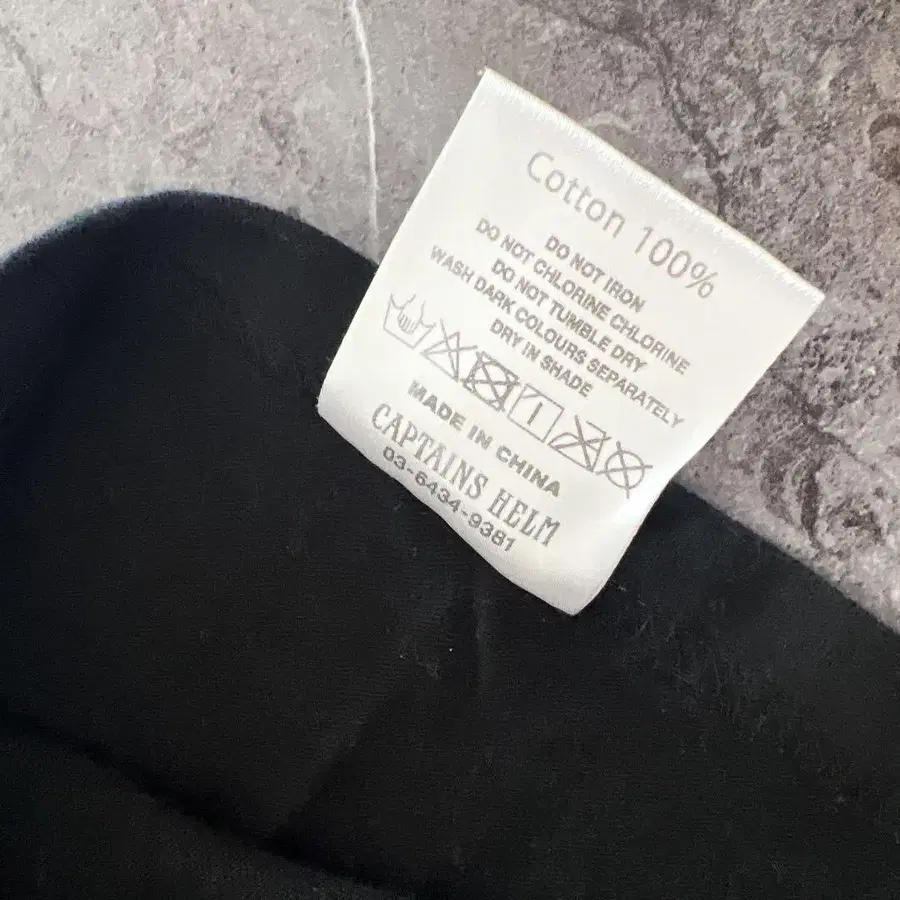 Cotton 100%
DO NOT IRON
DO NOT CHLORINE CHLORINE
DO NOT TUMBLE DRY
WASH DARK COLOURS SEPARATELY
DRY IN SHADE
MADE IN CHINA
CAPTAINS HELM
03-6434-9381